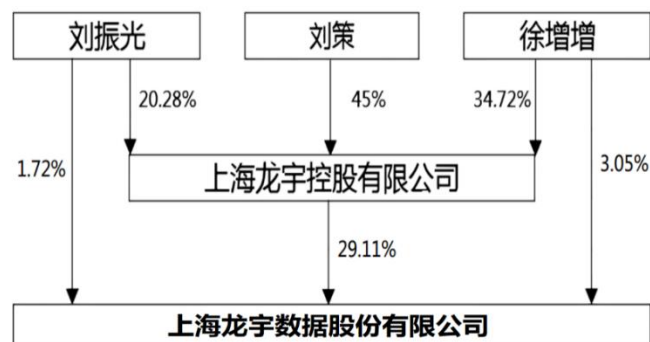 刘振光 刘策 徐增增
20.28% 45% 34.72%
1.72% 3.05%
上海龙宇控股有限公司
29.11%
上海龙宇数据股份有限公司